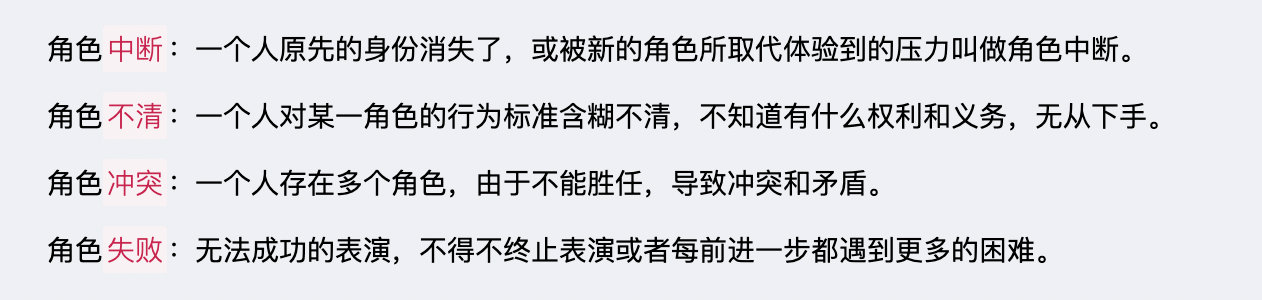 角色中断：一个人原先的身份消失了，或被新的角色所取代体验到的压力叫做角色中断。
角色不清：一个人对某一角色的行为标准含糊不清，不知道有什么权利和义务，无从下手。
角色冲突：一个人存在多个角色，由于不能胜任，导致冲突和矛盾。
角色失败：无法成功的表演，不得不终止表演或者每前进一步都遇到更多的困难。